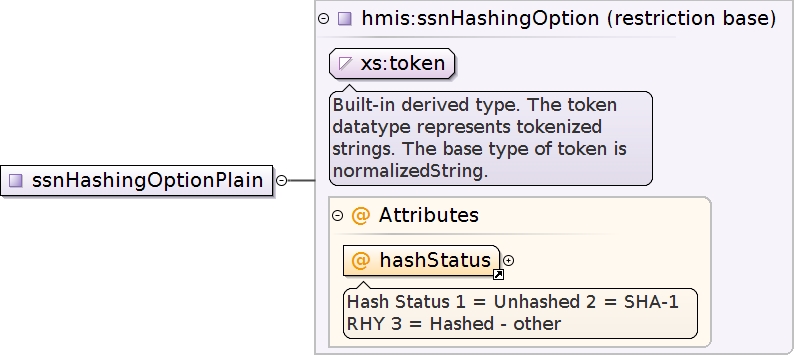 hmis:ssnHashingOption (restriction base)
xs:token
Built-in derived type. The token
datatype represents tokenized
strings. The base type of token is
normalizedString.
ssnHashingOptionPlain
@ Attributes
@ hashStatus
Hash Status 1 = Unhashed 2 = SHA-1
RHY 3 = Hashed - other